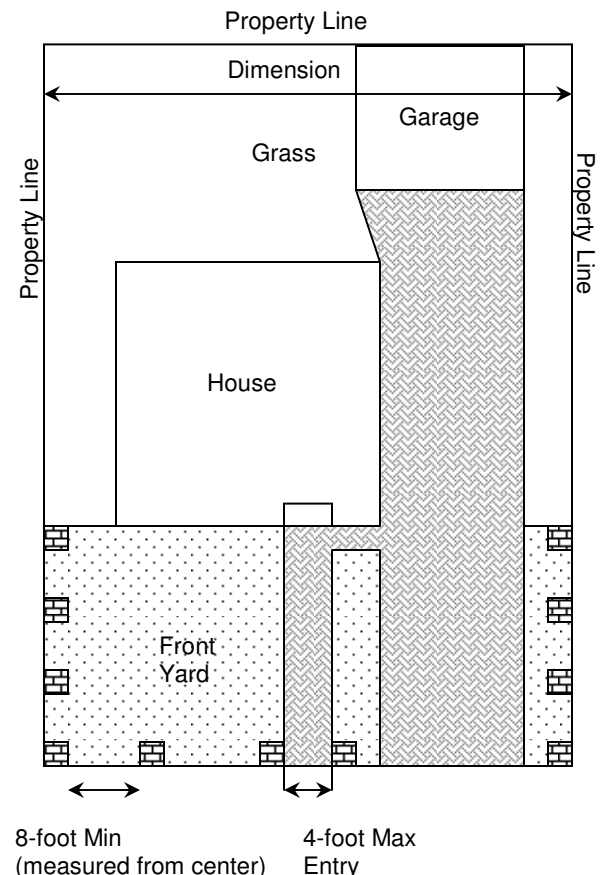 Property Line
Dimension
Garage
Grass
Property Line
Property Line
House
Front
Yard
8-foot Min
(measured from center)
4-foot Max
Entry